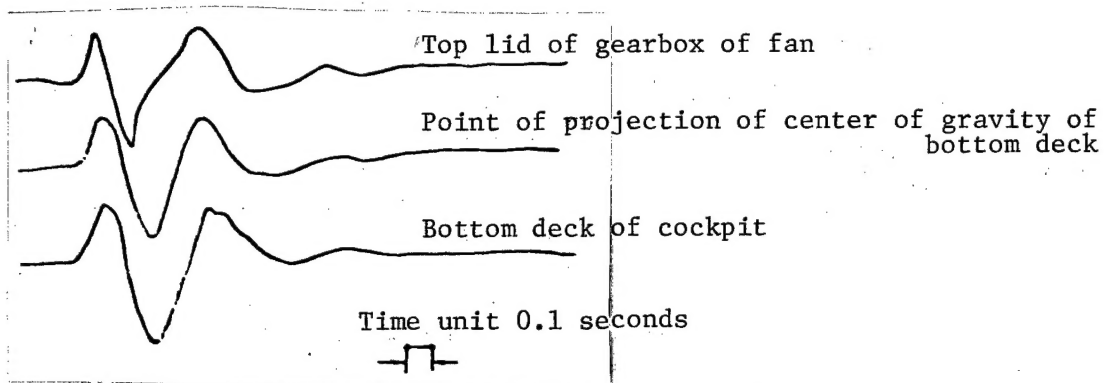 Top lid of gearbox of fan
Point of projection of center of gravity of
bottom deck
Bottom deck of cockpit
Time unit 0.1 seconds